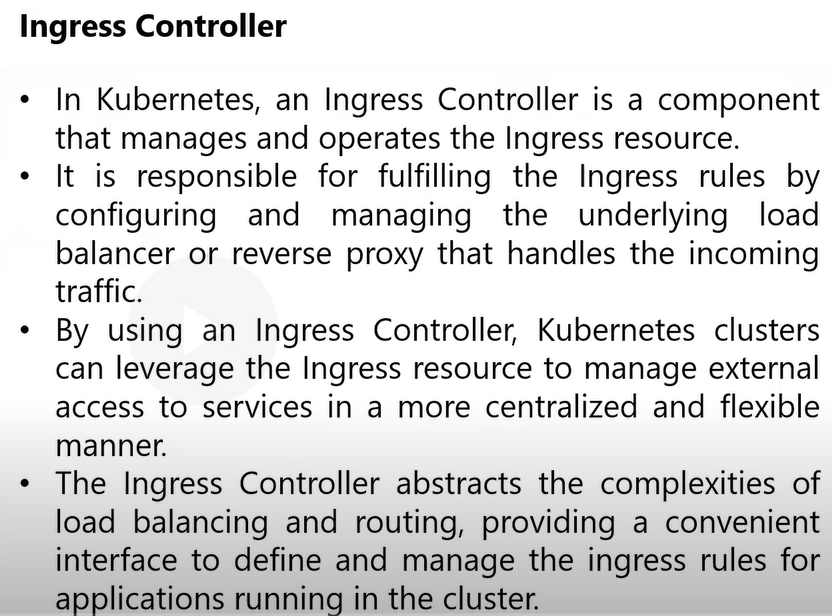 Ingress Controller
• In Kubernetes, an Ingress Controller is a component
that manages and operates the Ingress resource.
• It is responsible for fulfilling the Ingress rules by
configuring and managing the underlying load
balancer or reverse proxy that handles the incoming
traffic.
• By using an Ingress Controller, Kubernetes clusters
can leverage the Ingress resource to manage external
access to services in a more centralized and flexible
manner.
• The Ingress Controller abstracts the complexities of
load balancing and routing, providing a convenient
interface to define and manage the ingress rules for
applications running in the cluster.